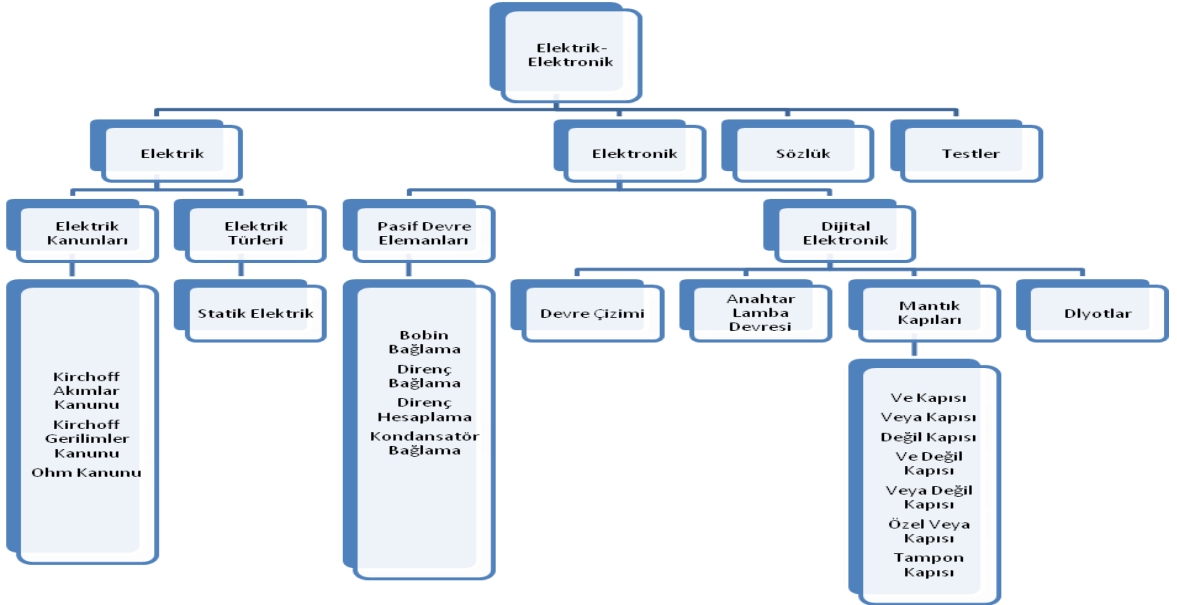 Elektrik-
Elektronik
Elektrik
Elektronik
Sözlük
Testler
Elektrik
Kanunları
Elektrik
Türleri
Pasif Devre
Elemanları
Dijital
Elektronik
Kirchoff
Akımlar
Kanunu
Kirchoff
Gerilimler
Kanunu
Ohm Kanunu
Statik Elektrik
Bobin
Bağlama
Direnç
Bağlama
Direnç
Hesaplama
Kondansatör
Bağlama
Devre Çizimi
Anahtar
Lamba
Devresi
Mantık
Kapıları
DIyotlar
Ve Kapısı
Veya Kapısı
Değil Kapısı
Ve Değil
Kapısı
Veya Değil
Kapısı
Özel Veya
Kapısı
Tampon
Kapısı